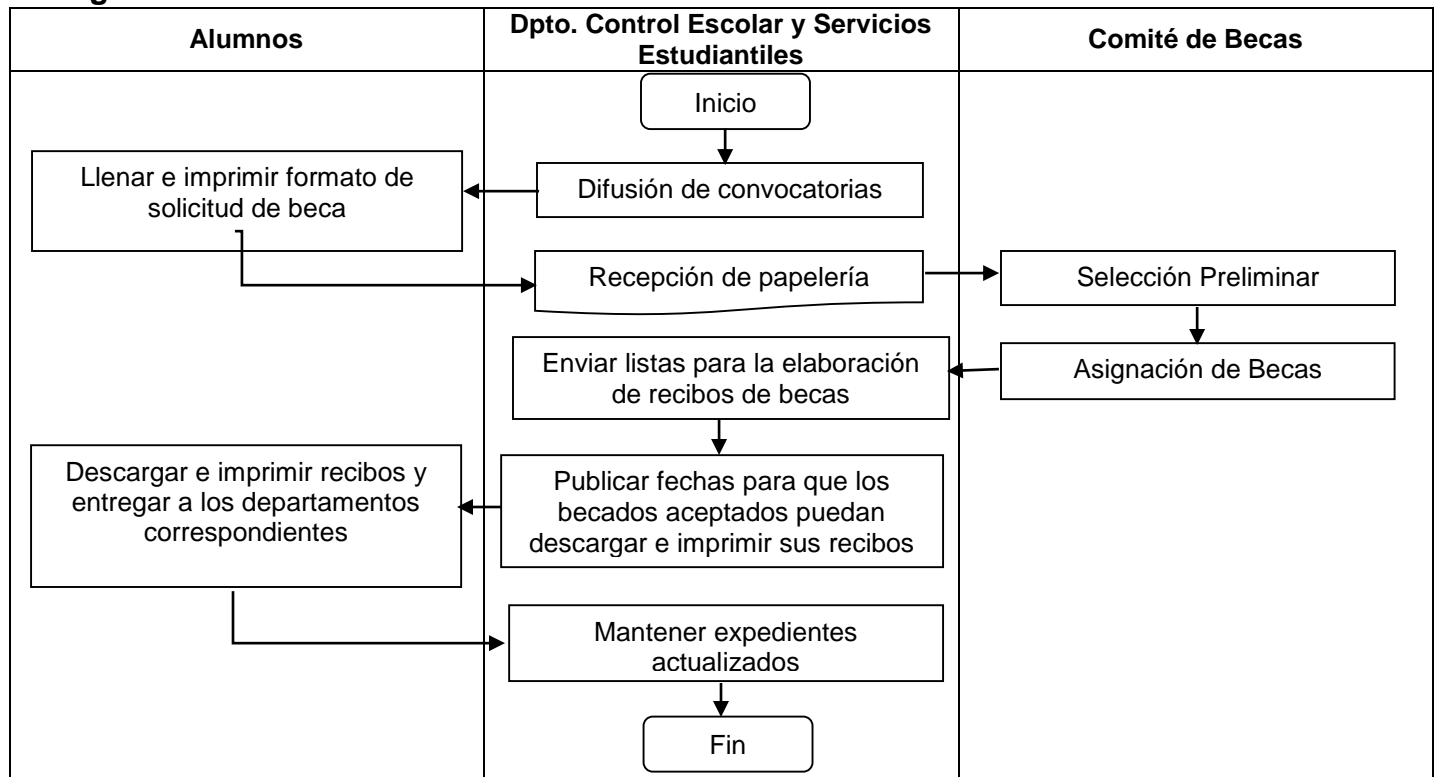 Alumnos
Dpto. Control Escolar y Servicios
Estudiantiles
Comité de Becas
Inicio
Difusión de convocatorias
Llenar e imprimir formato de
solicitud de beca
Recepción de papelería
Selección Preliminar
Asignación de Becas
Enviar listas para la elaboración
de recibos de becas
Publicar fechas para que los
becados aceptados puedan
descargar e imprimir sus recibos
Descargar e imprimir recibos y
entregar a los departamentos
correspondientes
Mantener expedientes
actualizados
Fin